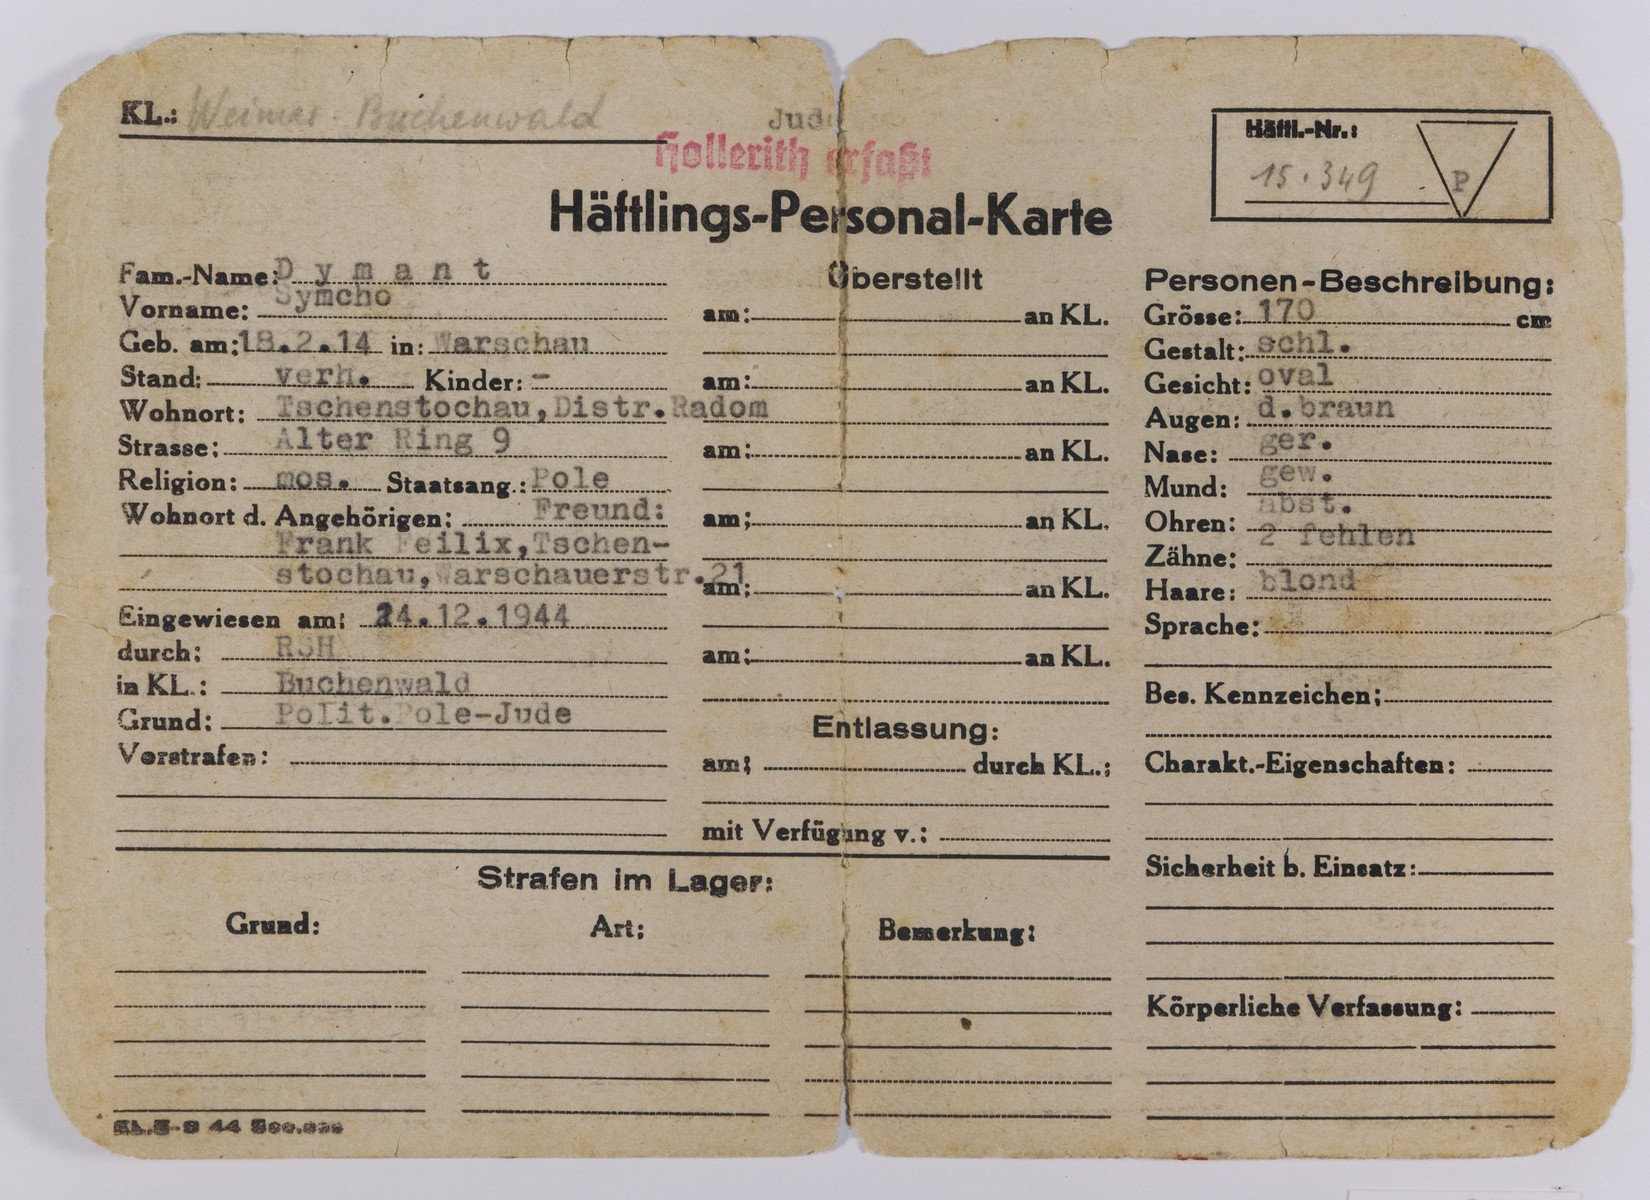 KL.: Weimar-Buchenwald
Jude
Hollerith erfaßt
Häftl.-Nr.:
15.349
P
Häftlings-Personal-Karte
Fam.-Name: Dymant
Vorname: Symcho
Geb. am: 18.2.14 in: Warschau
Stand: verh. Kinder: -
Wohnort: Tschenstochau, Distr. Radom
Strasse: Alter Ring 9
Religion: mos. Staatsang.: Pole
Wohnort d. Angehörigen: Freund:
Frank Feilix, Tschen-
stochau, Warschauerstr. 21
Eingewiesen am: 24.12.1944
durch: RSH
in KL.: Buchenwald
Grund: Polit. Pole-Jude
Vorstrafen:
Überstellt
am: an KL.
am: an KL.
am: an KL.
am: an KL.
am: an KL.
am: an KL.
Entlassung:
am: durch KL.:
mit Verfügung v.:
Personen-Beschreibung:
Grösse: 170 cm
Gestalt: schl.
Gesicht: oval
Augen: d.braun
Nase: ger.
Mund: gew.
Ohren: abst.
Zähne: 2 fehlen
Haare: blond
Sprache:
Bes. Kennzeichen:
Charakt.-Eigenschaften:
Sicherheit b. Einsatz:
Körperliche Verfassung:
Strafen im Lager:
Grund: Art: Bemerkung: